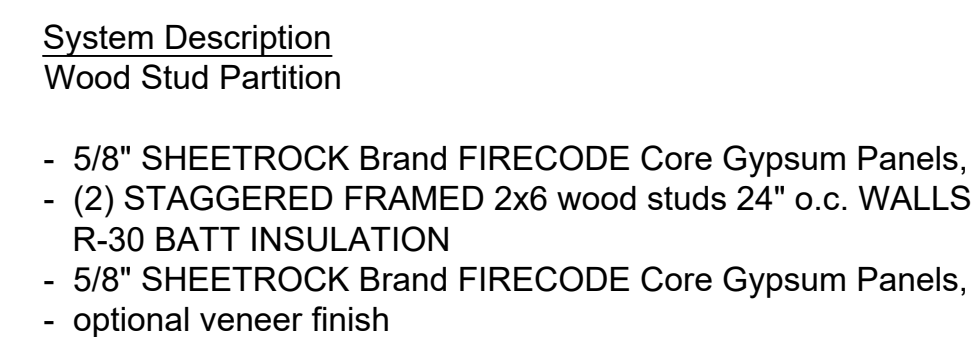 System Description
Wood Stud Partition
- 5/8" SHEETROCK Brand FIRECODE Core Gypsum Panels,
- (2) STAGGERED FRAMED 2x6 wood studs 24" o.c. WALLS
R-30 BATT INSULATION
- 5/8" SHEETROCK Brand FIRECODE Core Gypsum Panels,
- optional veneer finish